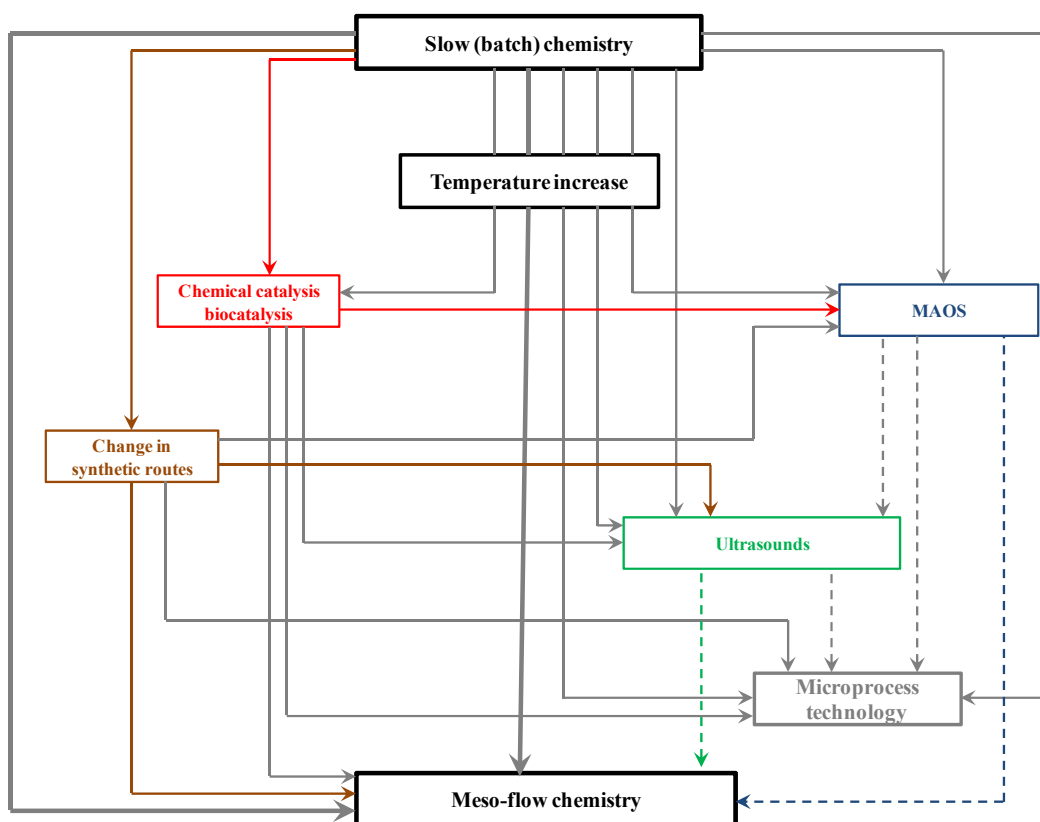 Slow (batch) chemistry
Temperature increase
Chemical catalysis
biocatalysis
MAOS
Change in
synthetic routes
Ultrasounds
Microprocess
technology
Meso-flow chemistry